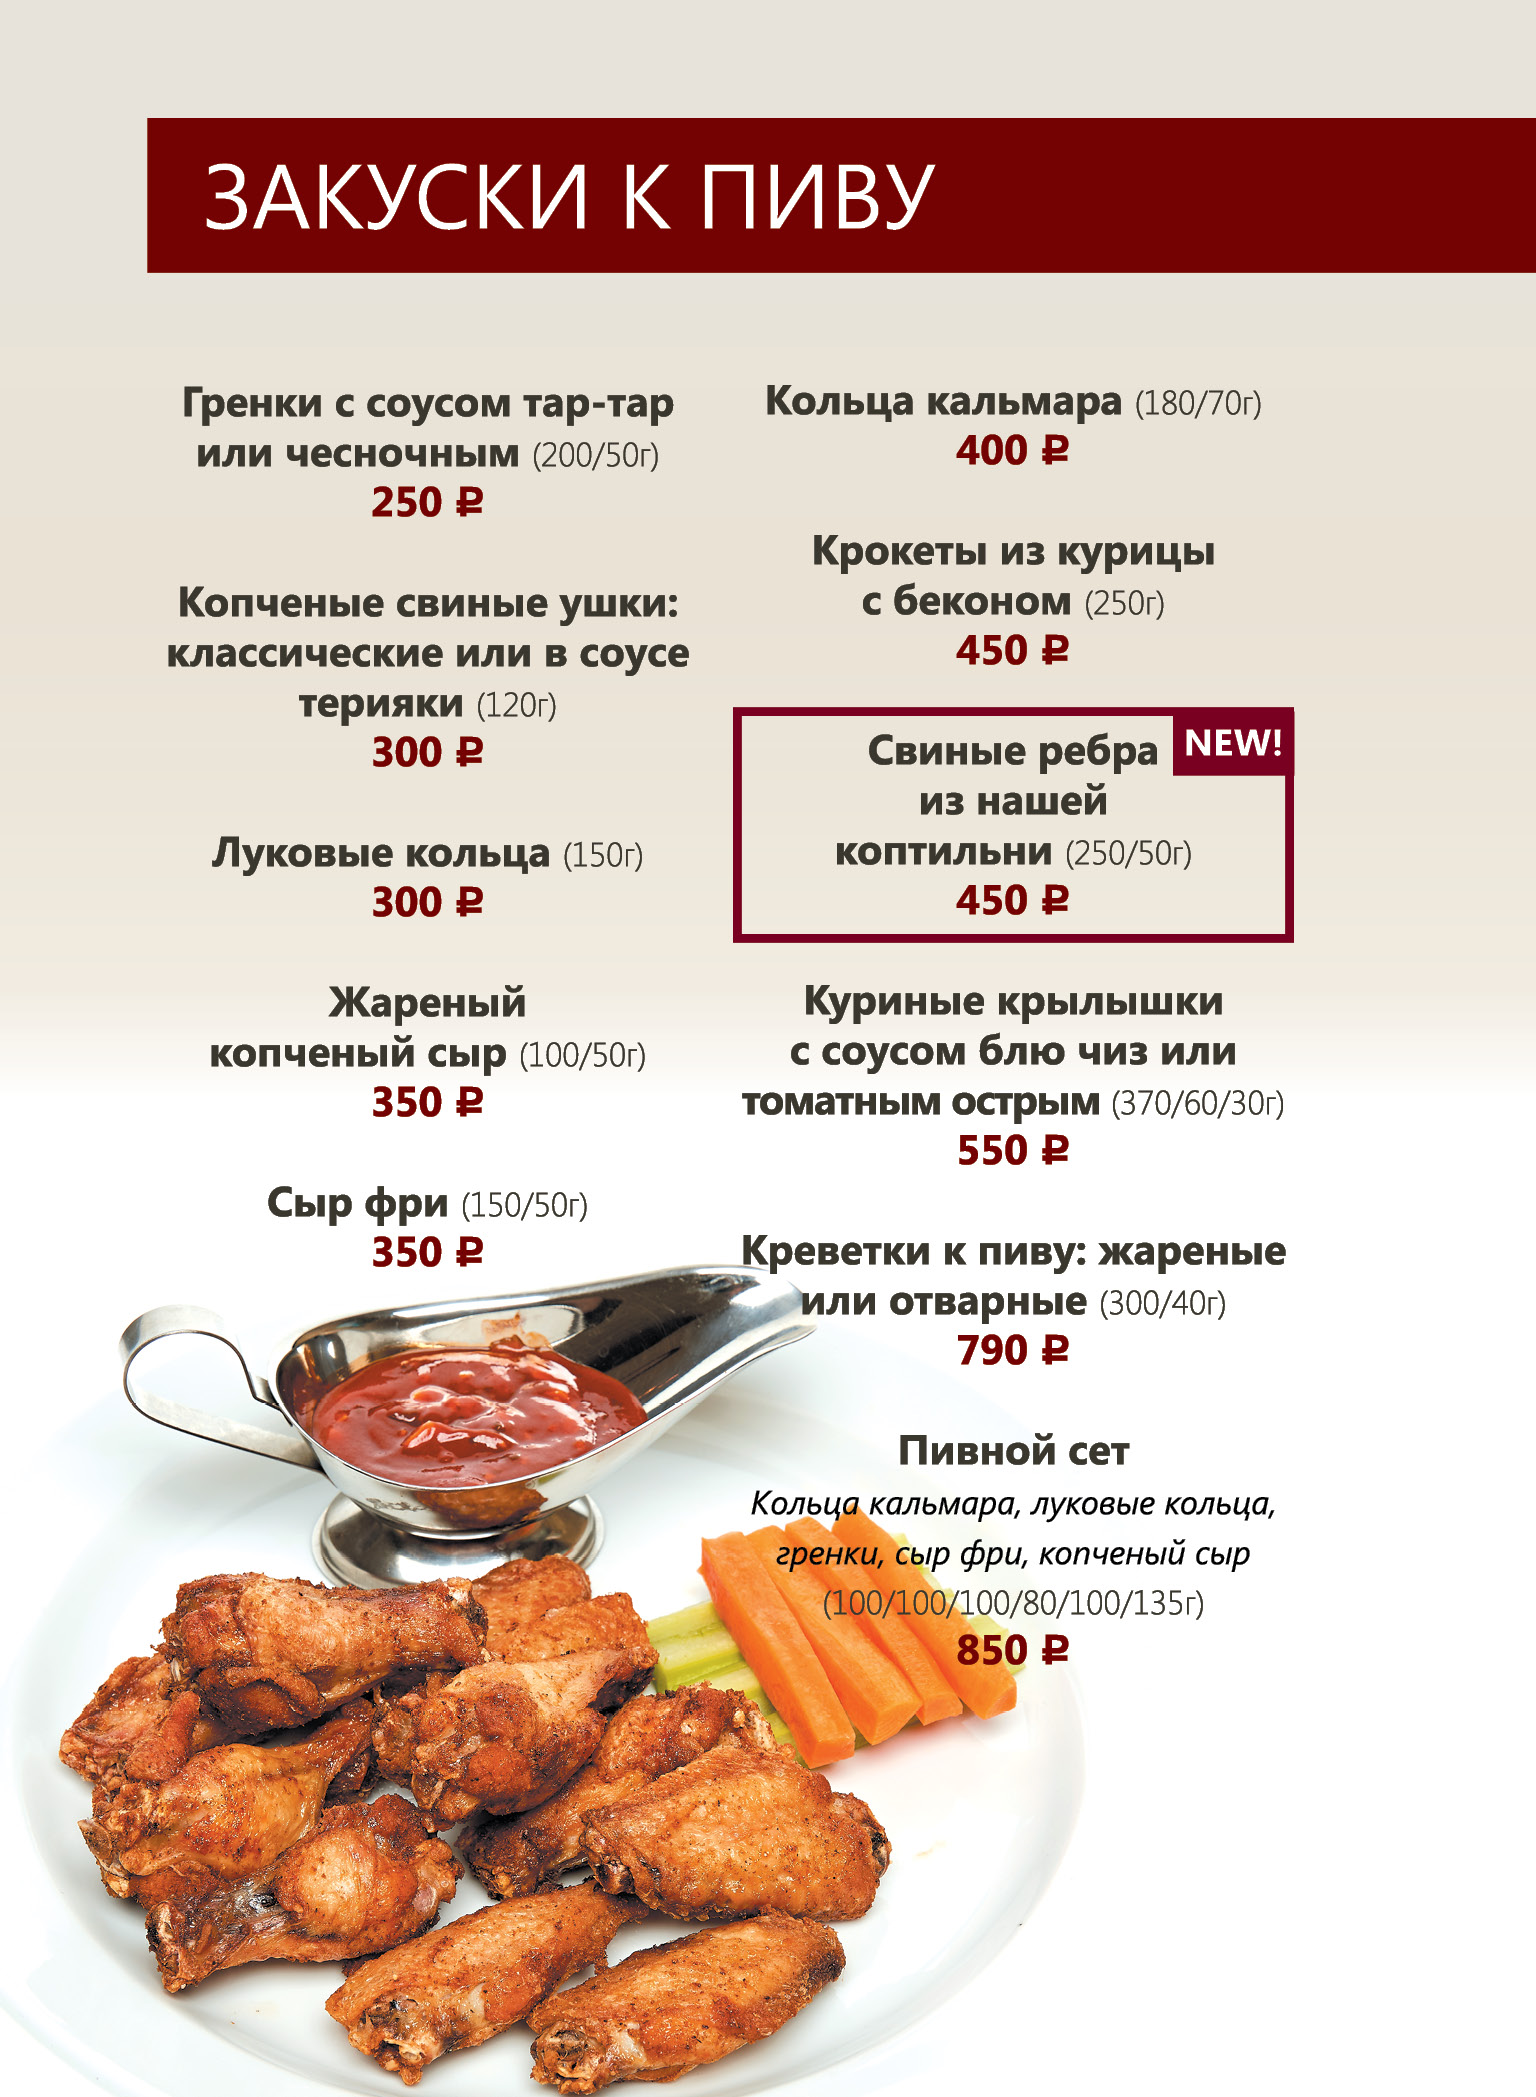 ЗАКУСКИ К ПИВУ
Гренки с соусом тар-тар
или чесночным (200/50г)
250 ₽
Копченые свиные ушки:
классические или в соусе
терияки (120г)
300 ₽
Луковые кольца (150г)
300 ₽
Жареный
копченый сыр (100/50г)
350 ₽
Сыр фри (150/50г)
350 ₽
Кольца кальмара (180/70г)
400 ₽
Крокеты из курицы
с беконом (250г)
450 ₽
NEW!
Свиные ребра
из нашей
коптильни (250/50г)
450 ₽
Куриные крылышки
с соусом блю чиз или
томатным острым (370/60/30г)
550 ₽
Креветки к пиву: жареные
или отварные (300/40г)
790 ₽
Пивной сет
Кольца кальмара, луковые кольца,
гренки, сыр фри, копченый сыр
(100/100/100/80/100/135г)
850 ₽